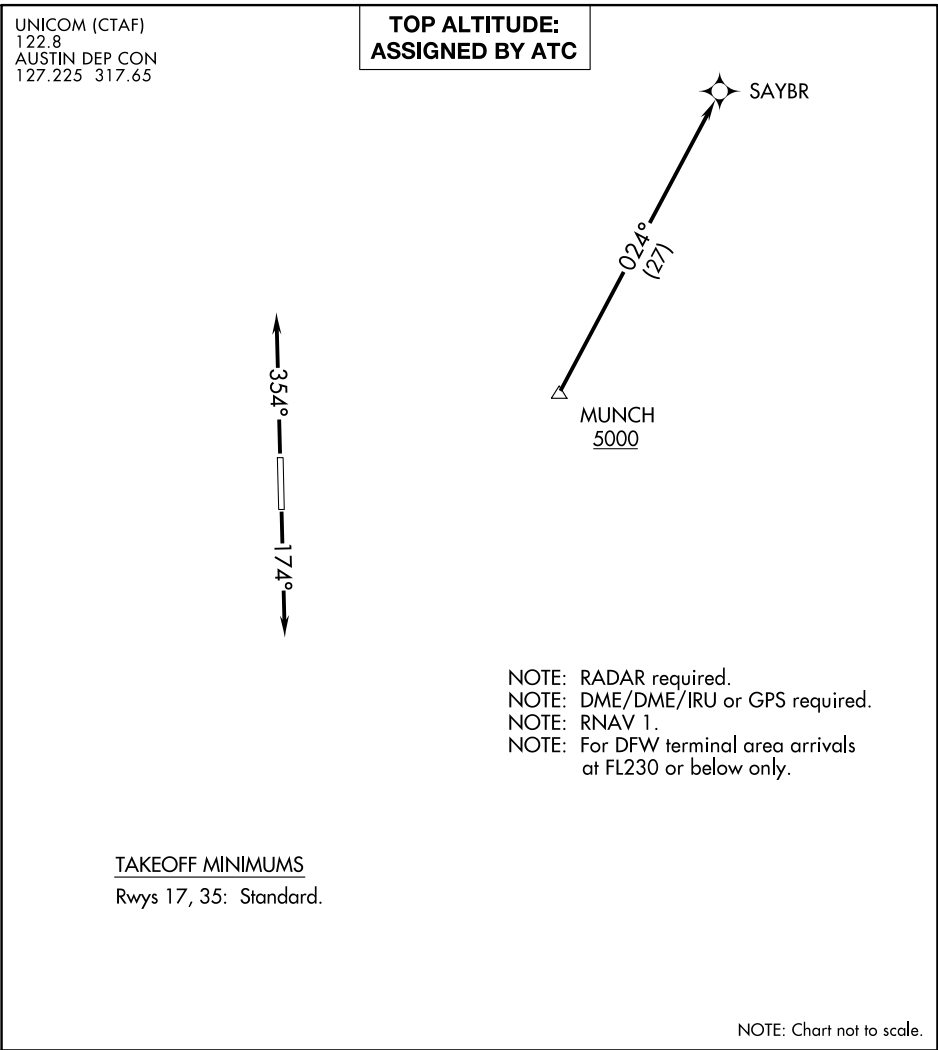 UNICOM (CTAF)
122.8
AUSTIN DEP CON
127.225 317.65
TOP ALTITUDE:
ASSIGNED BY ATC
SAYBR
024°
(27)
MUNCH
5000
354°
174°
NOTE: RADAR required.
NOTE: DME/DME/IRU or GPS required.
NOTE: RNAV 1.
NOTE: For DFW terminal area arrivals
at FL230 or below only.
TAKEOFF MINIMUMS
Rwys 17, 35: Standard.
NOTE: Chart not to scale.